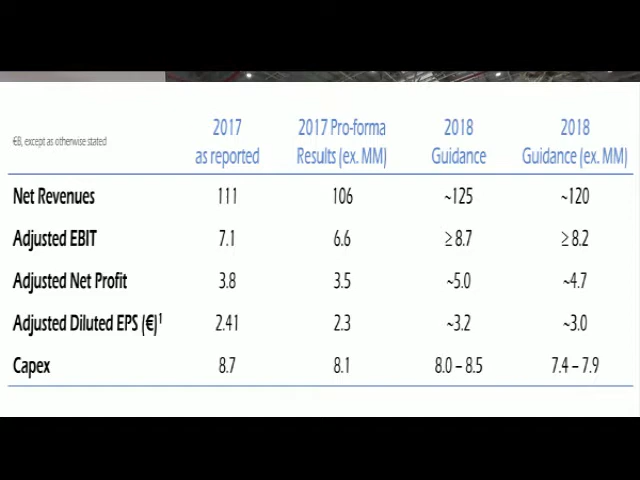 €B, except as otherwise stated
2017 as reported
2017 Pro-forma Results (ex. MM)
2018 Guidance
2018 Guidance (ex. MM)
Net Revenues 111 106 ~125 ~120
Adjusted EBIT 7.1 6.6 ≥ 8.7 ≥ 8.2
Adjusted Net Profit 3.8 3.5 ~5.0 ~4.7
Adjusted Diluted EPS (€)¹ 2.41 2.3 ~3.2 ~3.0
Capex 8.7 8.1 8.0 – 8.5 7.4 – 7.9